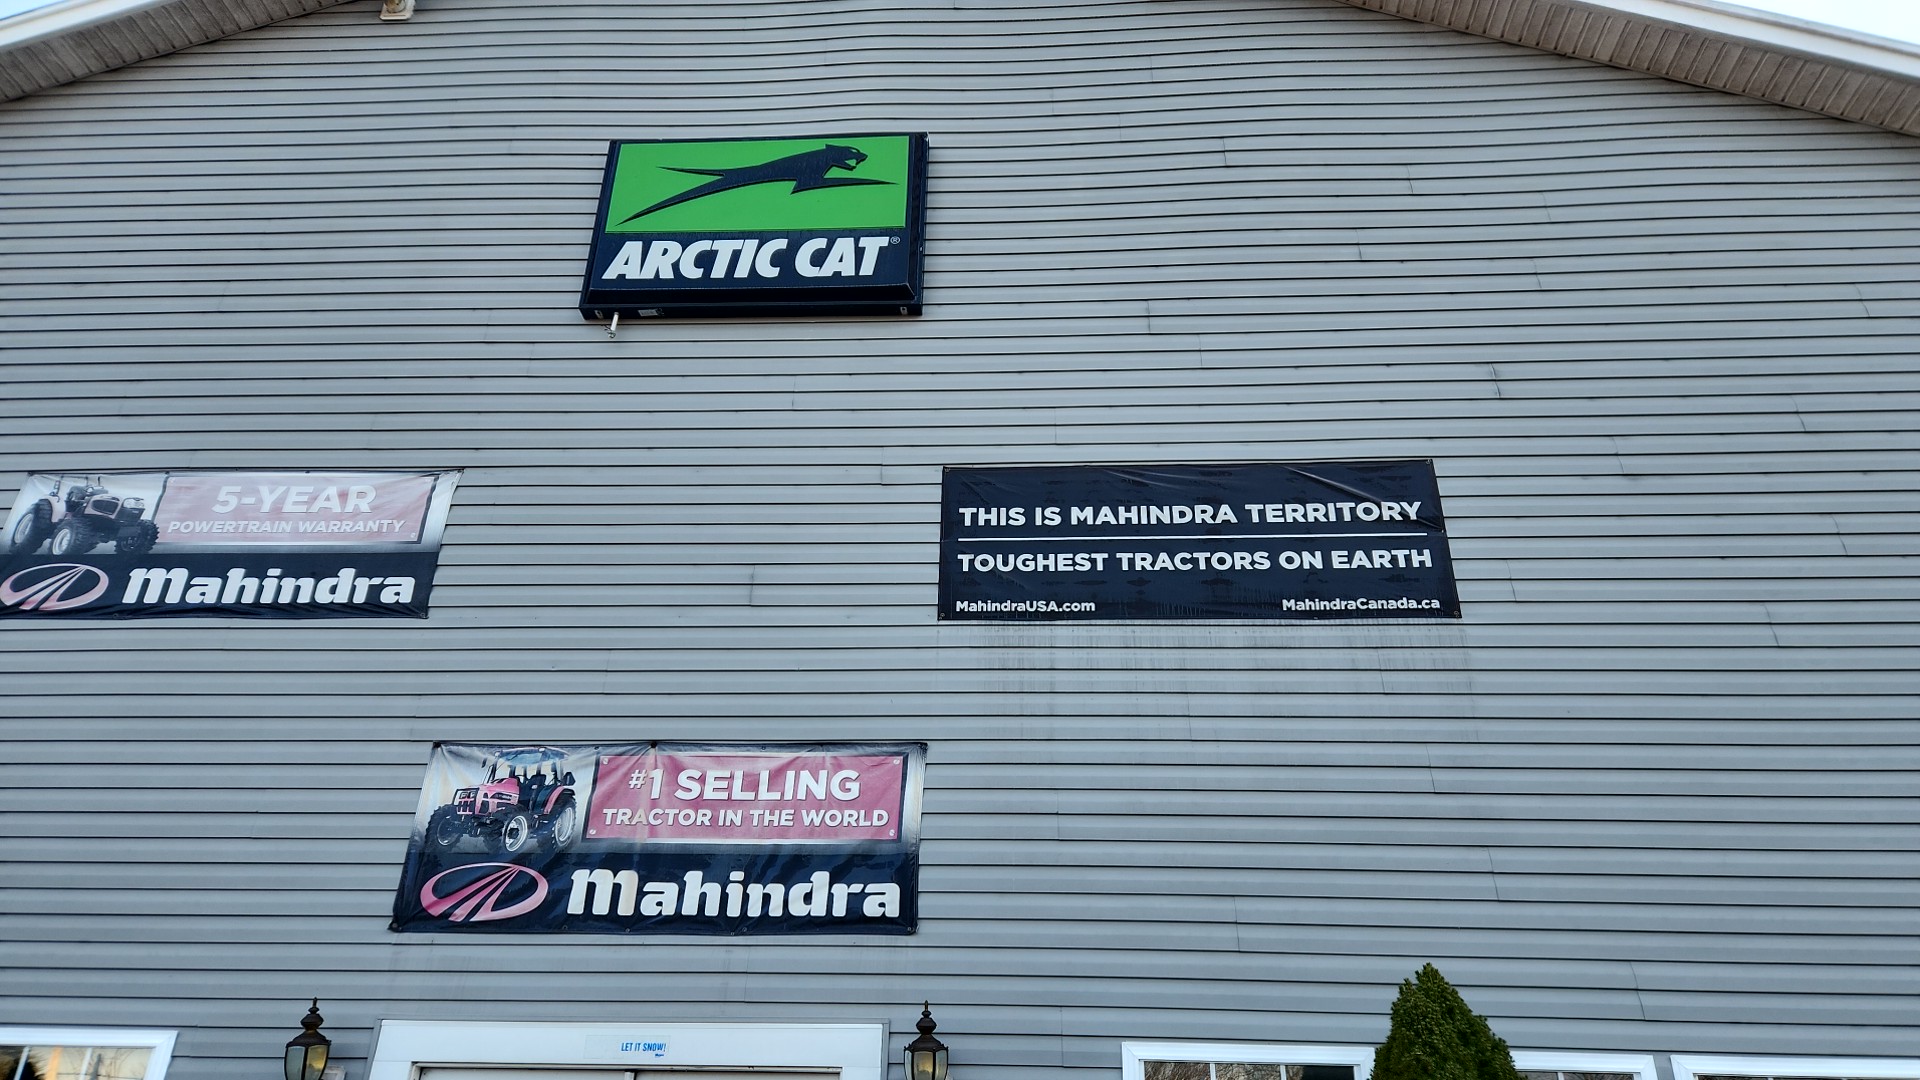 ARCTIC CAT®
5-YEAR
POWERTRAIN WARRANTY
Mahindra
THIS IS MAHINDRA TERRITORY
TOUGHEST TRACTORS ON EARTH
MahindraUSA.com MahindraCanada.ca
#1 SELLING
TRACTOR IN THE WORLD
Mahindra
LET IT SNOW!